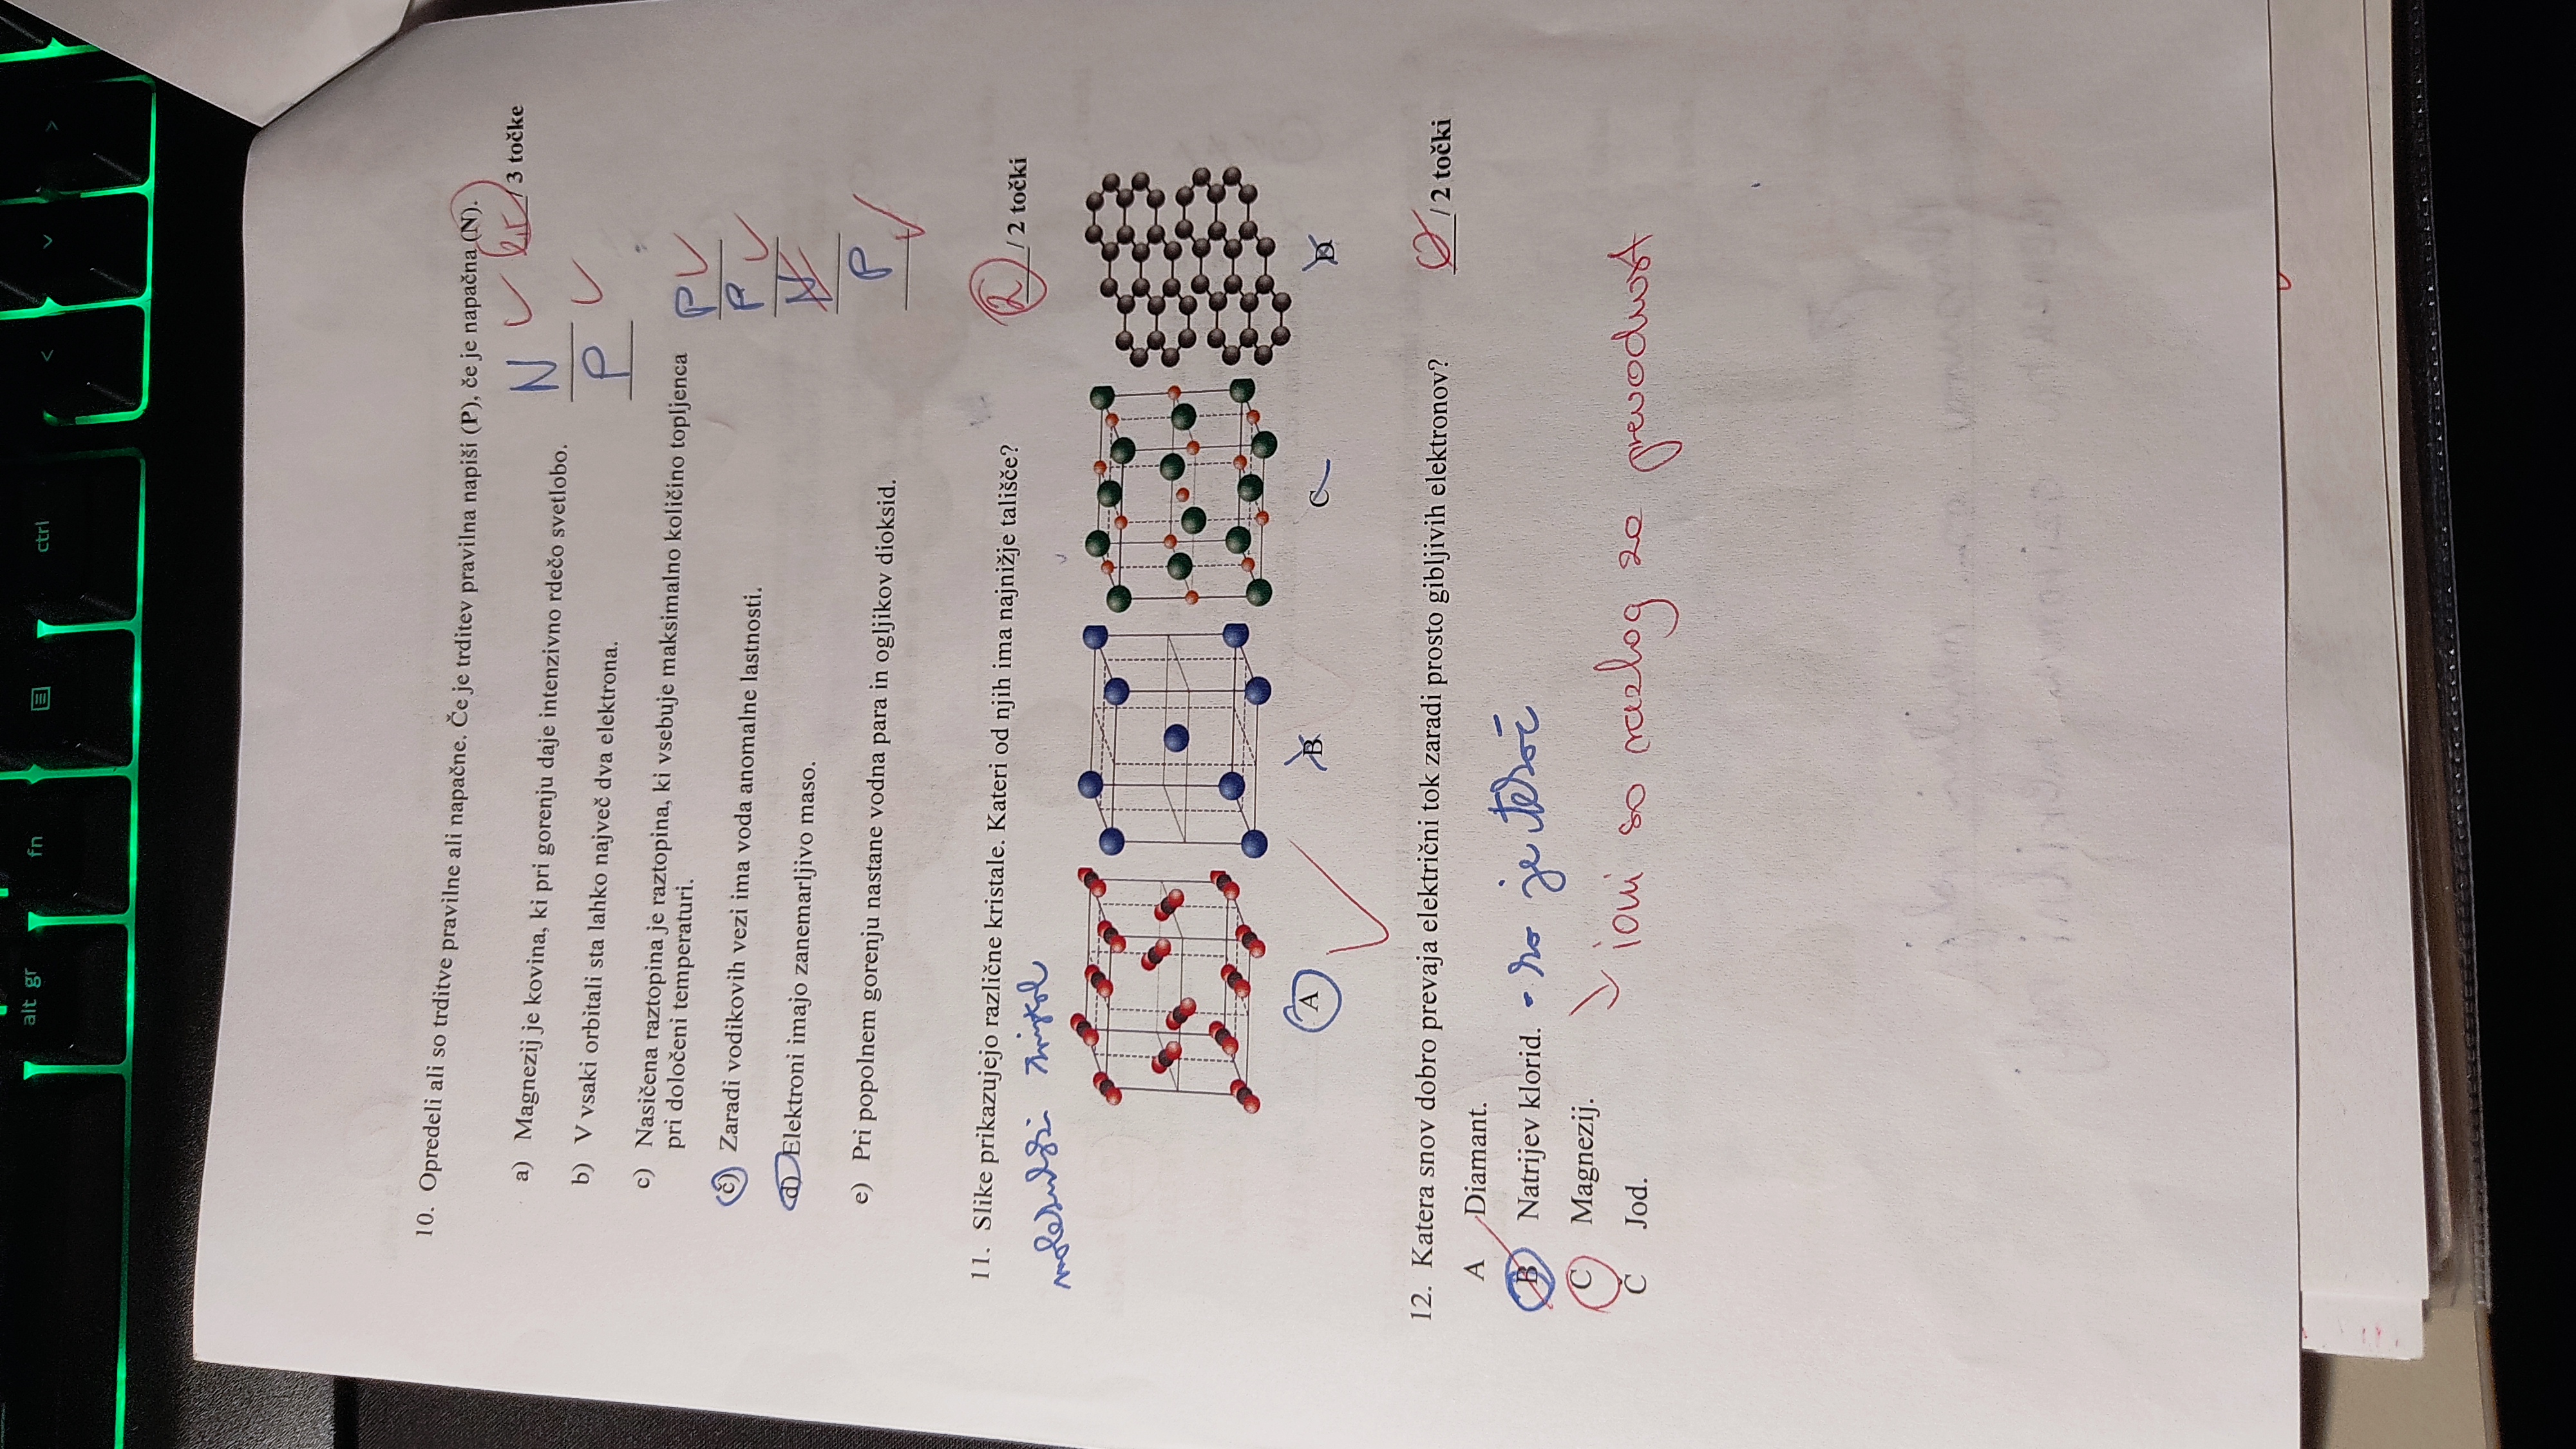 alt gr fn ctrl < >
10. Opredeli ali so trditve pravilne ali napačne. Če je trditev pravilna napiši (P), če je napačna (N).
2,5 / 3 točke
a) Magnezij je kovina, ki pri gorenju daje intenzivno rdečo svetlobo. N
b) V vsaki orbitali sta lahko največ dva elektrona. P
c) Nasičena raztopina je raztopina, ki vsebuje maksimalno količino topljenca
pri določeni temperaturi. P
č) Zaradi vodikovih vezi ima voda anomalne lastnosti. P
d) Elektroni imajo zanemarljivo maso. N
e) Pri popolnem gorenju nastane vodna para in ogljikov dioksid. P
11. Slike prikazujejo različne kristale. Kateri od njih ima najnižje tališče? 2 / 2 točki
molekulski kristal
A B C D
12. Katera snov dobro prevaja električni tok zaradi prosto gibljivih elektronov? 0 / 2 točki
A Diamant.
B Natrijev klorid. - ko je tekoč
C Magnezij.
ioni so razlog za prevodnost
Č Jod.